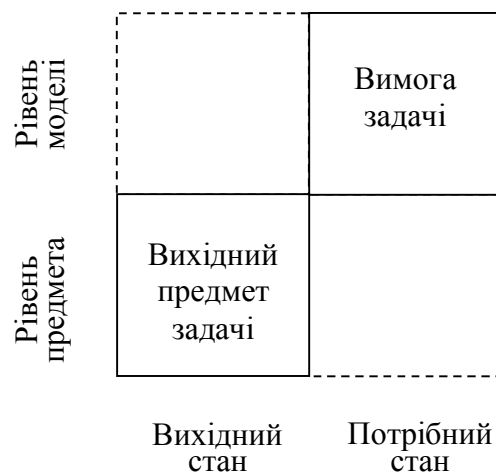 Рівень
моделі
Вимога
задачі
Рівень
предмета
Вихідний
предмет
задачі
Вихідний
стан
Потрібний
стан